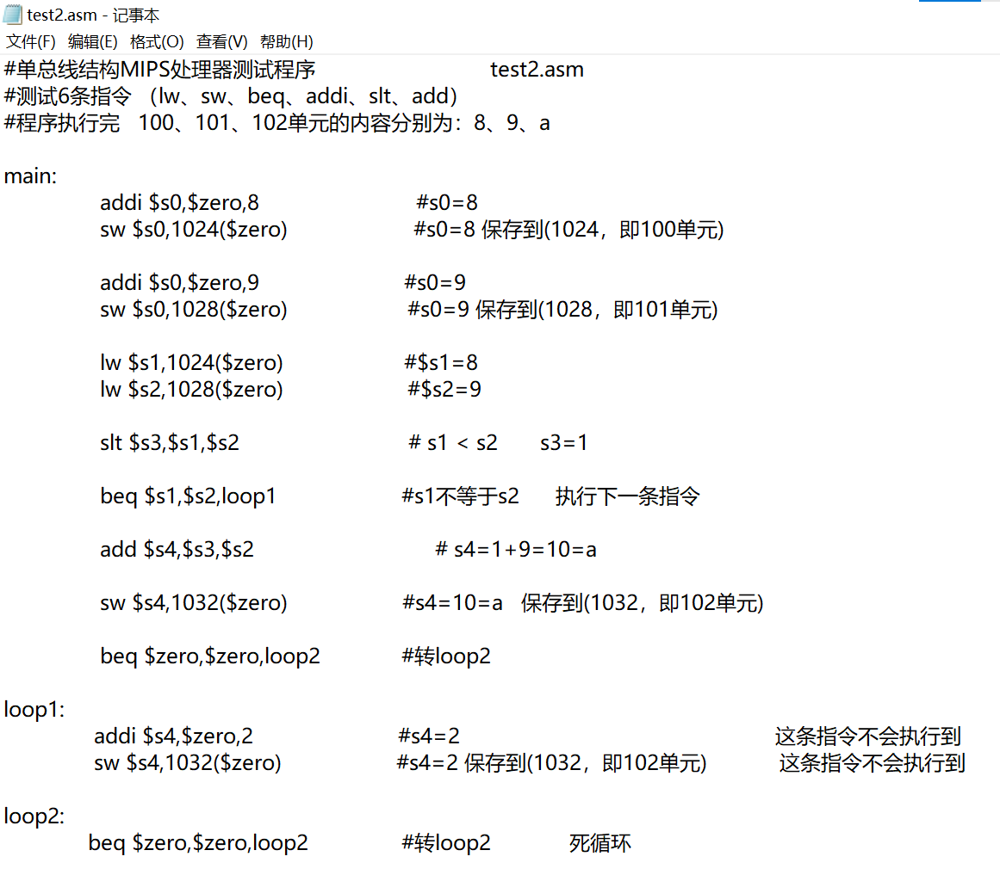 test2.asm - 记事本
文件(F) 编辑(E) 格式(O) 查看(V) 帮助(H)
#单总线结构MIPS处理器测试程序 test2.asm
#测试6条指令 （lw、sw、beq、addi、slt、add）
#程序执行完 100、101、102单元的内容分别为：8、9、a
main:
addi $s0,$zero,8 #s0=8
sw $s0,1024($zero) #s0=8 保存到(1024，即100单元)
addi $s0,$zero,9 #s0=9
sw $s0,1028($zero) #s0=9 保存到(1028，即101单元)
lw $s1,1024($zero) #$s1=8
lw $s2,1028($zero) #$s2=9
slt $s3,$s1,$s2 # s1 < s2 s3=1
beq $s1,$s2,loop1 #s1不等于s2 执行下一条指令
add $s4,$s3,$s2 # s4=1+9=10=a
sw $s4,1032($zero) #s4=10=a 保存到(1032，即102单元)
beq $zero,$zero,loop2 #转loop2
loop1:
addi $s4,$zero,2 #s4=2 这条指令不会执行到
sw $s4,1032($zero) #s4=2 保存到(1032，即102单元) 这条指令不会执行到
loop2:
beq $zero,$zero,loop2 #转loop2 死循环